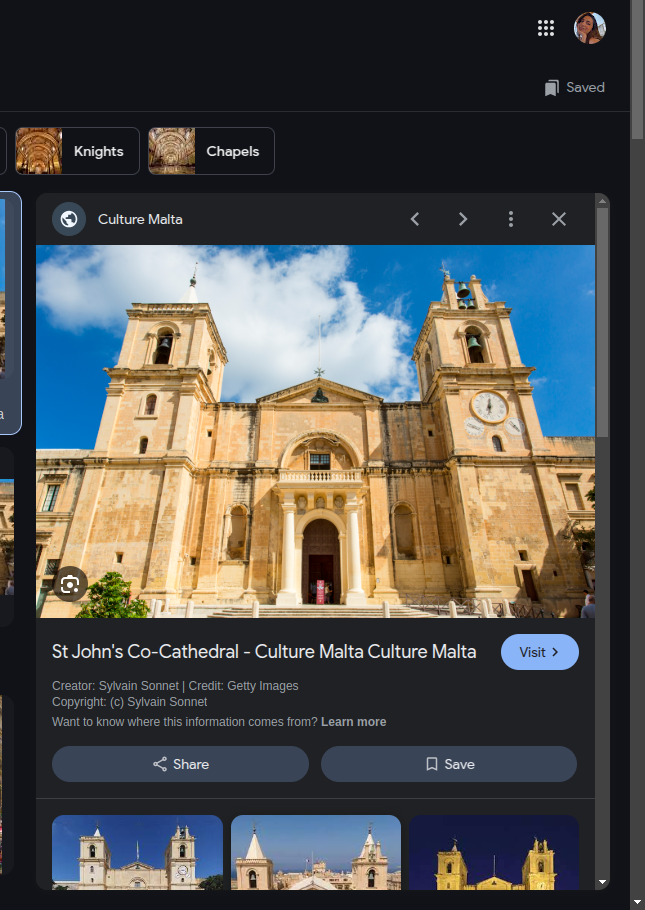 Saved
Knights
Chapels
Culture Malta
a
St John's Co-Cathedral - Culture Malta Culture Malta
Visit
Creator: Sylvain Sonnet | Credit: Getty Images
Copyright: (c) Sylvain Sonnet
Want to know where this information comes from? Learn more
Share
Save